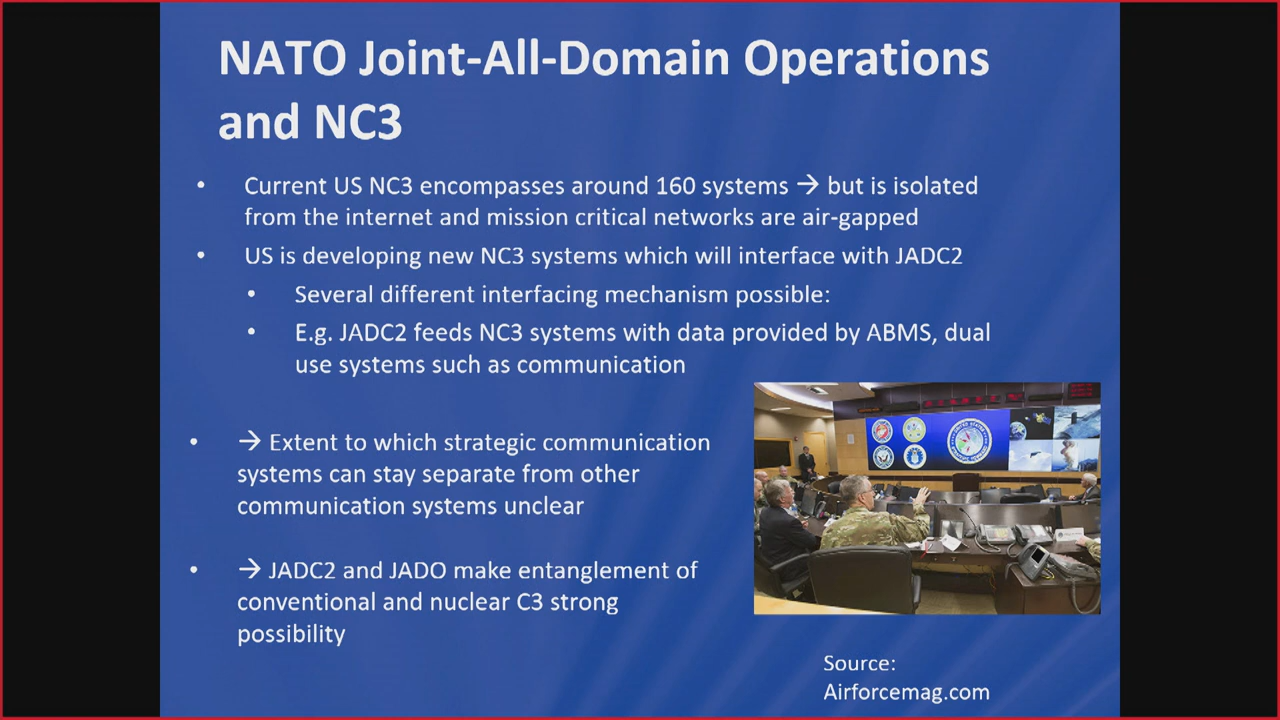 NATO Joint-All-Domain Operations
and NC3
• Current US NC3 encompasses around 160 systems → but is isolated
from the internet and mission critical networks are air-gapped
• US is developing new NC3 systems which will interface with JADC2
• Several different interfacing mechanism possible:
• E.g. JADC2 feeds NC3 systems with data provided by ABMS, dual
use systems such as communication
• → Extent to which strategic communication
systems can stay separate from other
communication systems unclear
• → JADC2 and JADO make entanglement of
conventional and nuclear C3 strong
possibility
Source:
Airforcemag.com